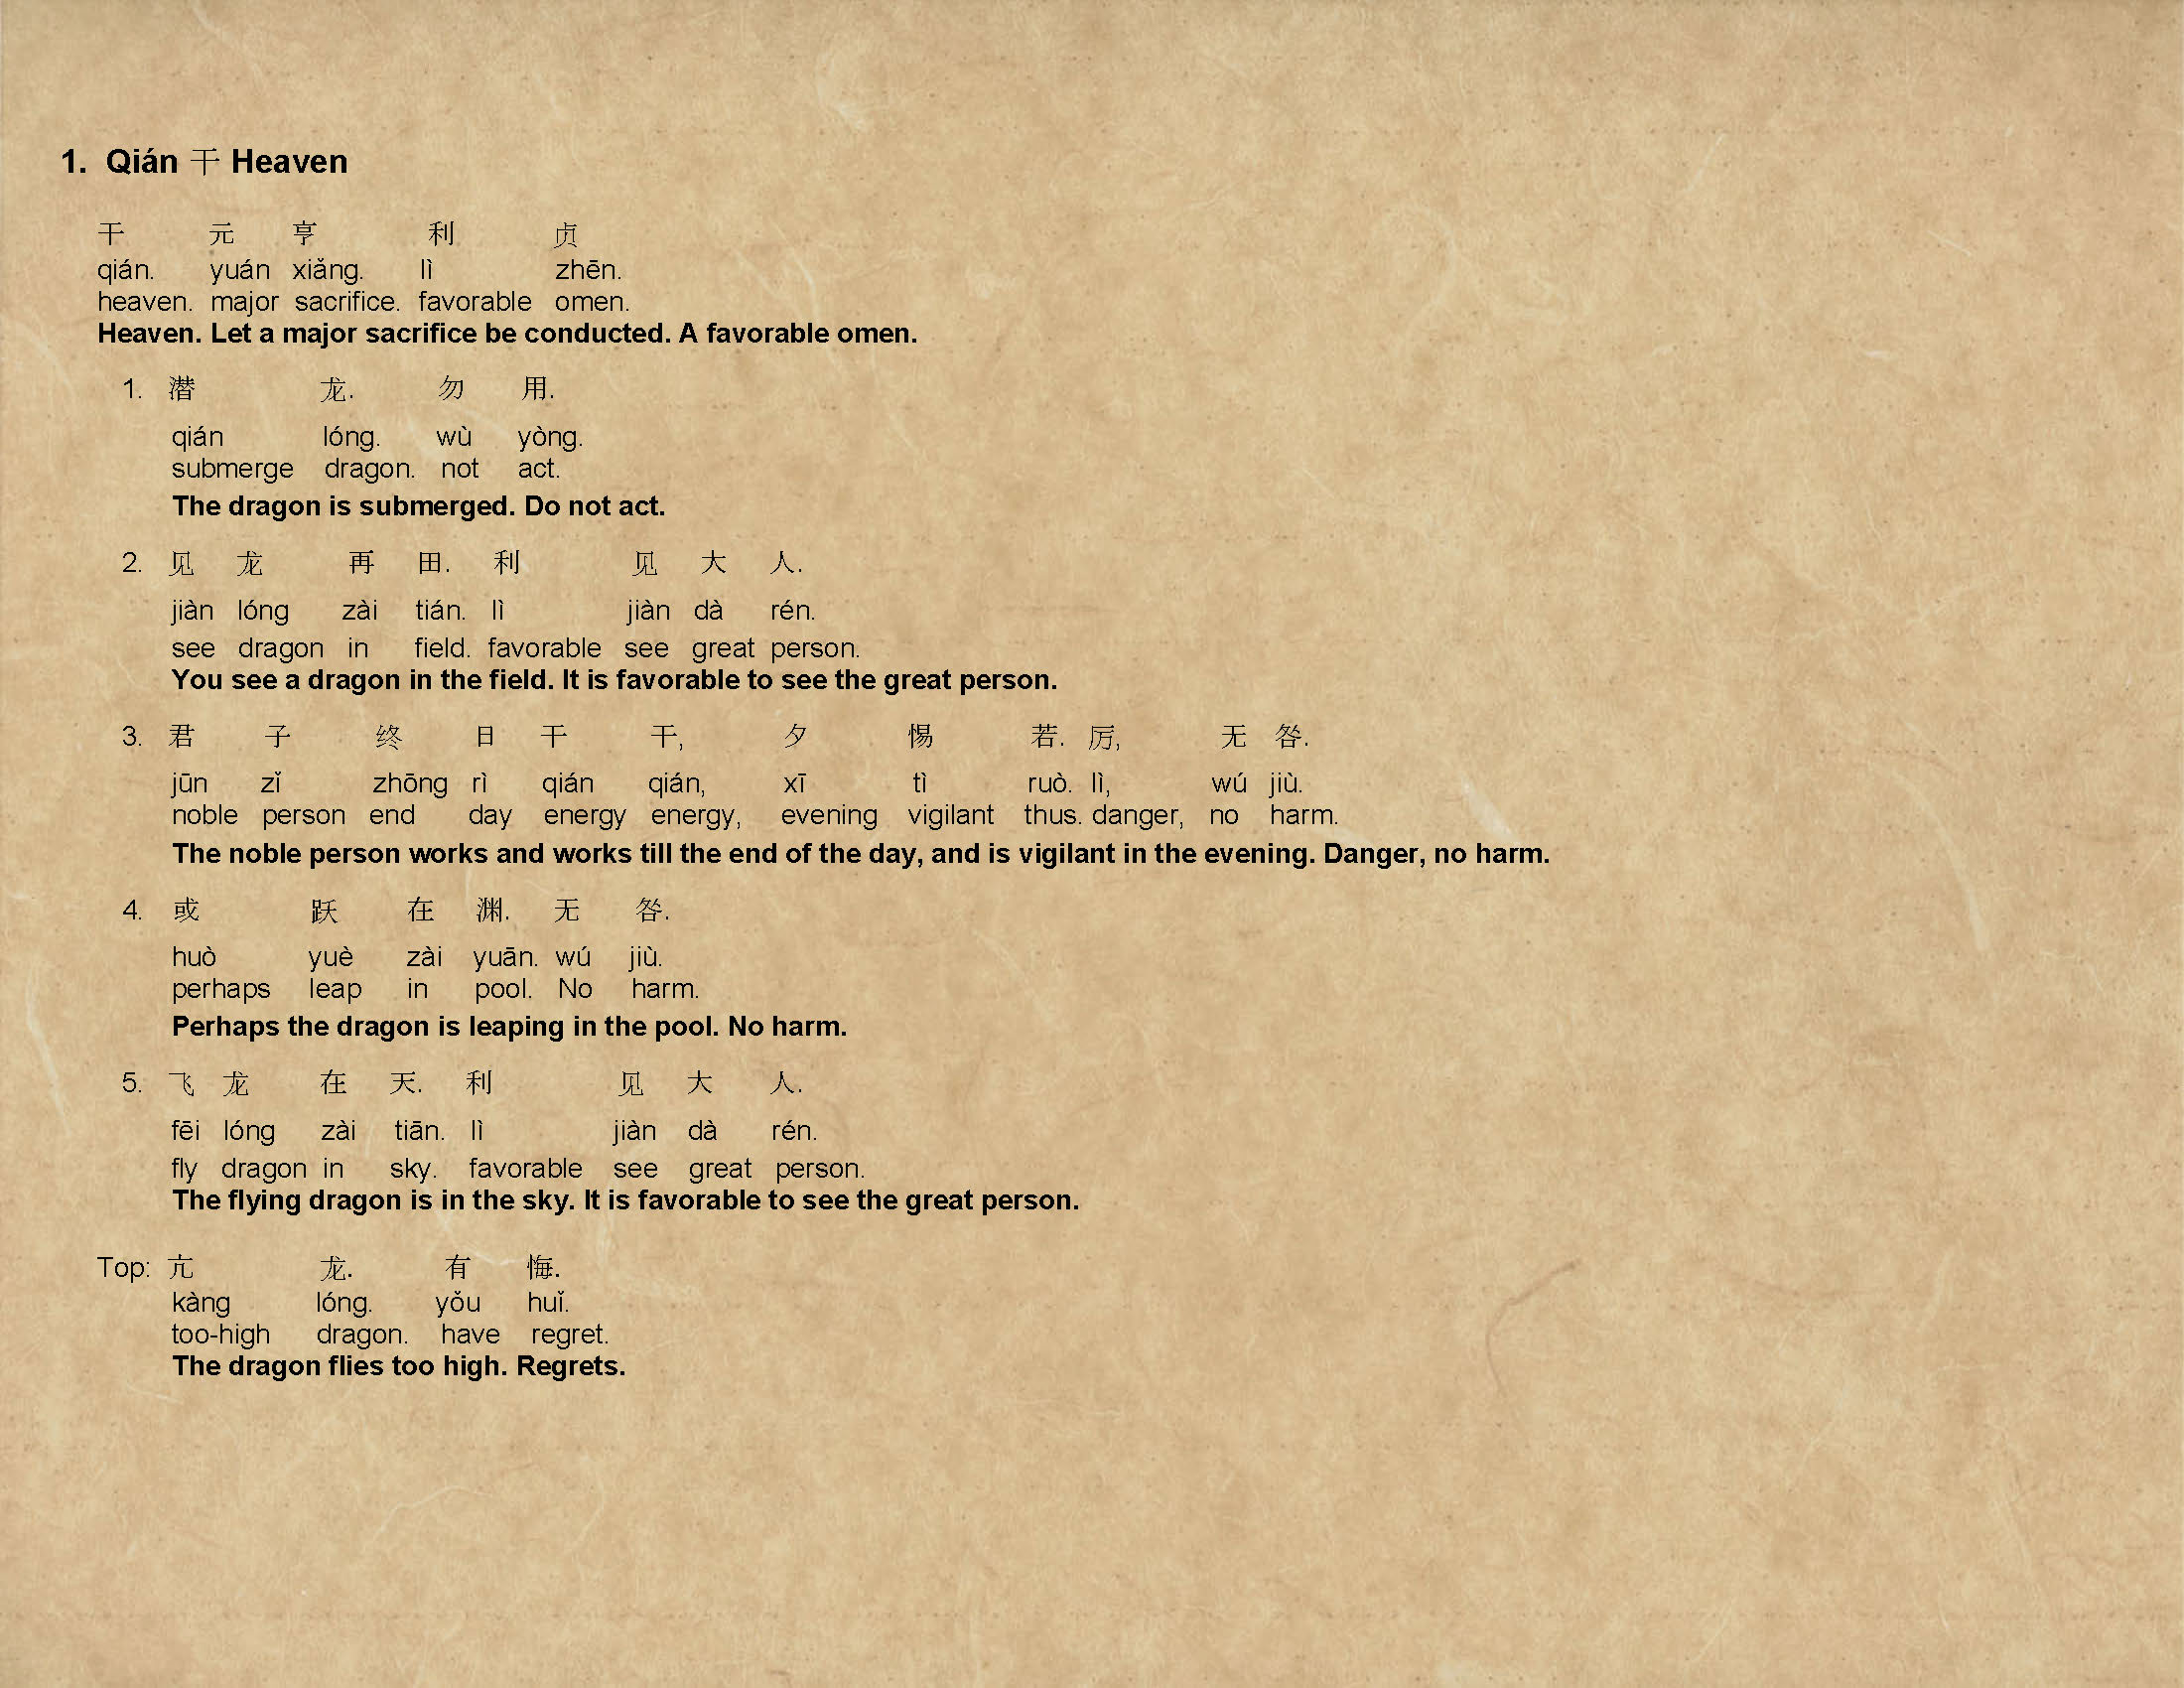 1. Qián 干 Heaven
干 元 亨 利 贞
qián. yuán xiǎng. lì zhēn.
heaven. major sacrifice. favorable omen.
Heaven. Let a major sacrifice be conducted. A favorable omen.
1. 潜 龙. 勿 用.
qián lóng. wù yòng.
submerge dragon. not act.
The dragon is submerged. Do not act.
2. 见 龙 再 田. 利 见 大 人.
jiàn lóng zài tián. lì jiàn dà rén.
see dragon in field. favorable see great person.
You see a dragon in the field. It is favorable to see the great person.
3. 君 子 终 日 干 干, 夕 惕 若. 厉, 无 咎.
jūn zǐ zhōng rì qián qián, xī tì ruò. lì, wú jiù.
noble person end day energy energy, evening vigilant thus. danger, no harm.
The noble person works and works till the end of the day, and is vigilant in the evening. Danger, no harm.
4. 或 跃 在 渊. 无 咎.
huò yuè zài yuān. wú jiù.
perhaps leap in pool. No harm.
Perhaps the dragon is leaping in the pool. No harm.
5. 飞 龙 在 天. 利 见 大 人.
fēi lóng zài tiān. lì jiàn dà rén.
fly dragon in sky. favorable see great person.
The flying dragon is in the sky. It is favorable to see the great person.
Top: 亢 龙. 有 悔.
kàng lóng. yǒu huǐ.
too-high dragon. have regret.
The dragon flies too high. Regrets.